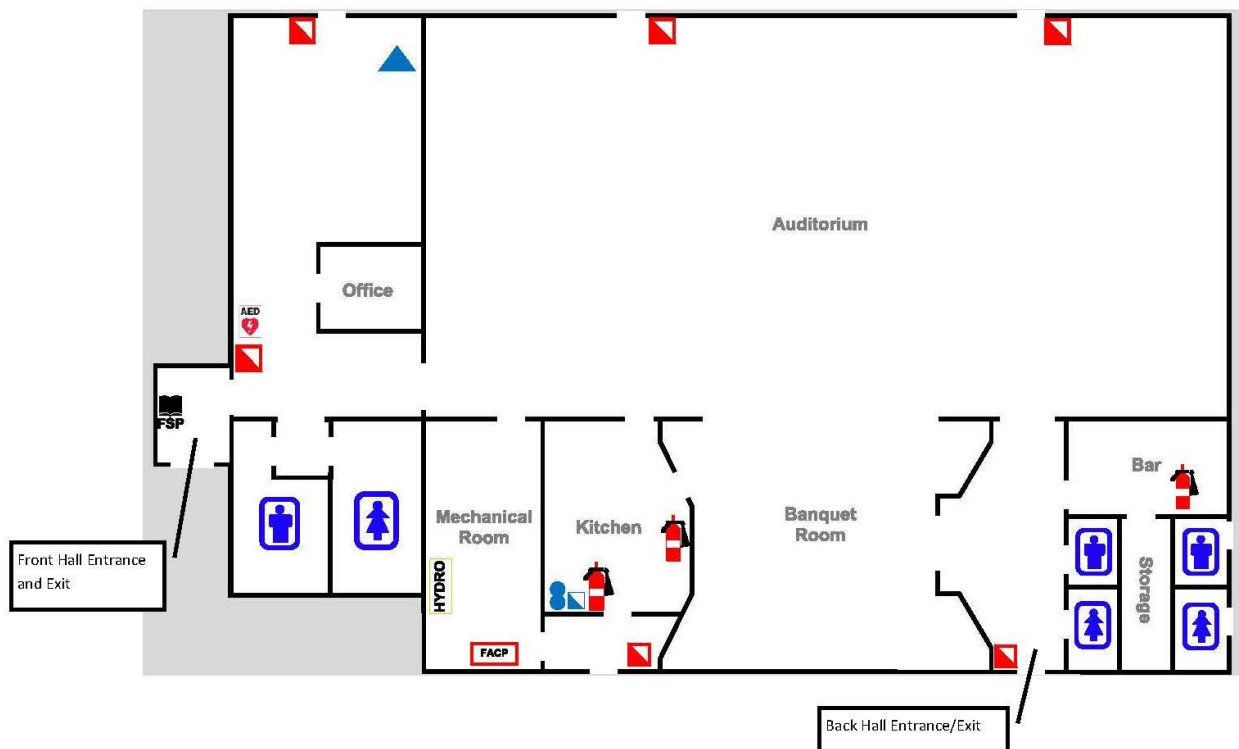 Auditorium
Office
AED
FSP
Bar
Mechanical
Room
Kitchen
Banquet
Room
Front Hall Entrance
and Exit
HYDRO
Storage
FACP
Back Hall Entrance/Exit